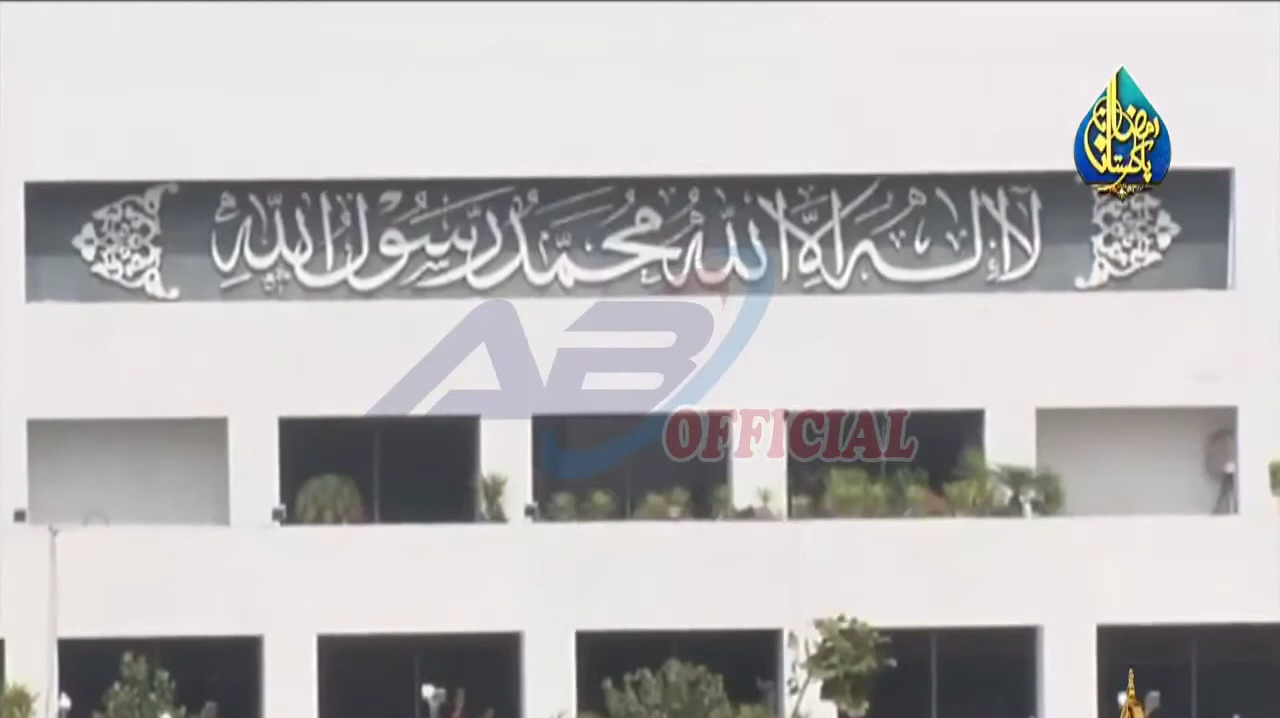 رمضان
پاکستان
لا إله إلا الله محمد رسول الله
AB
OFFICIAL